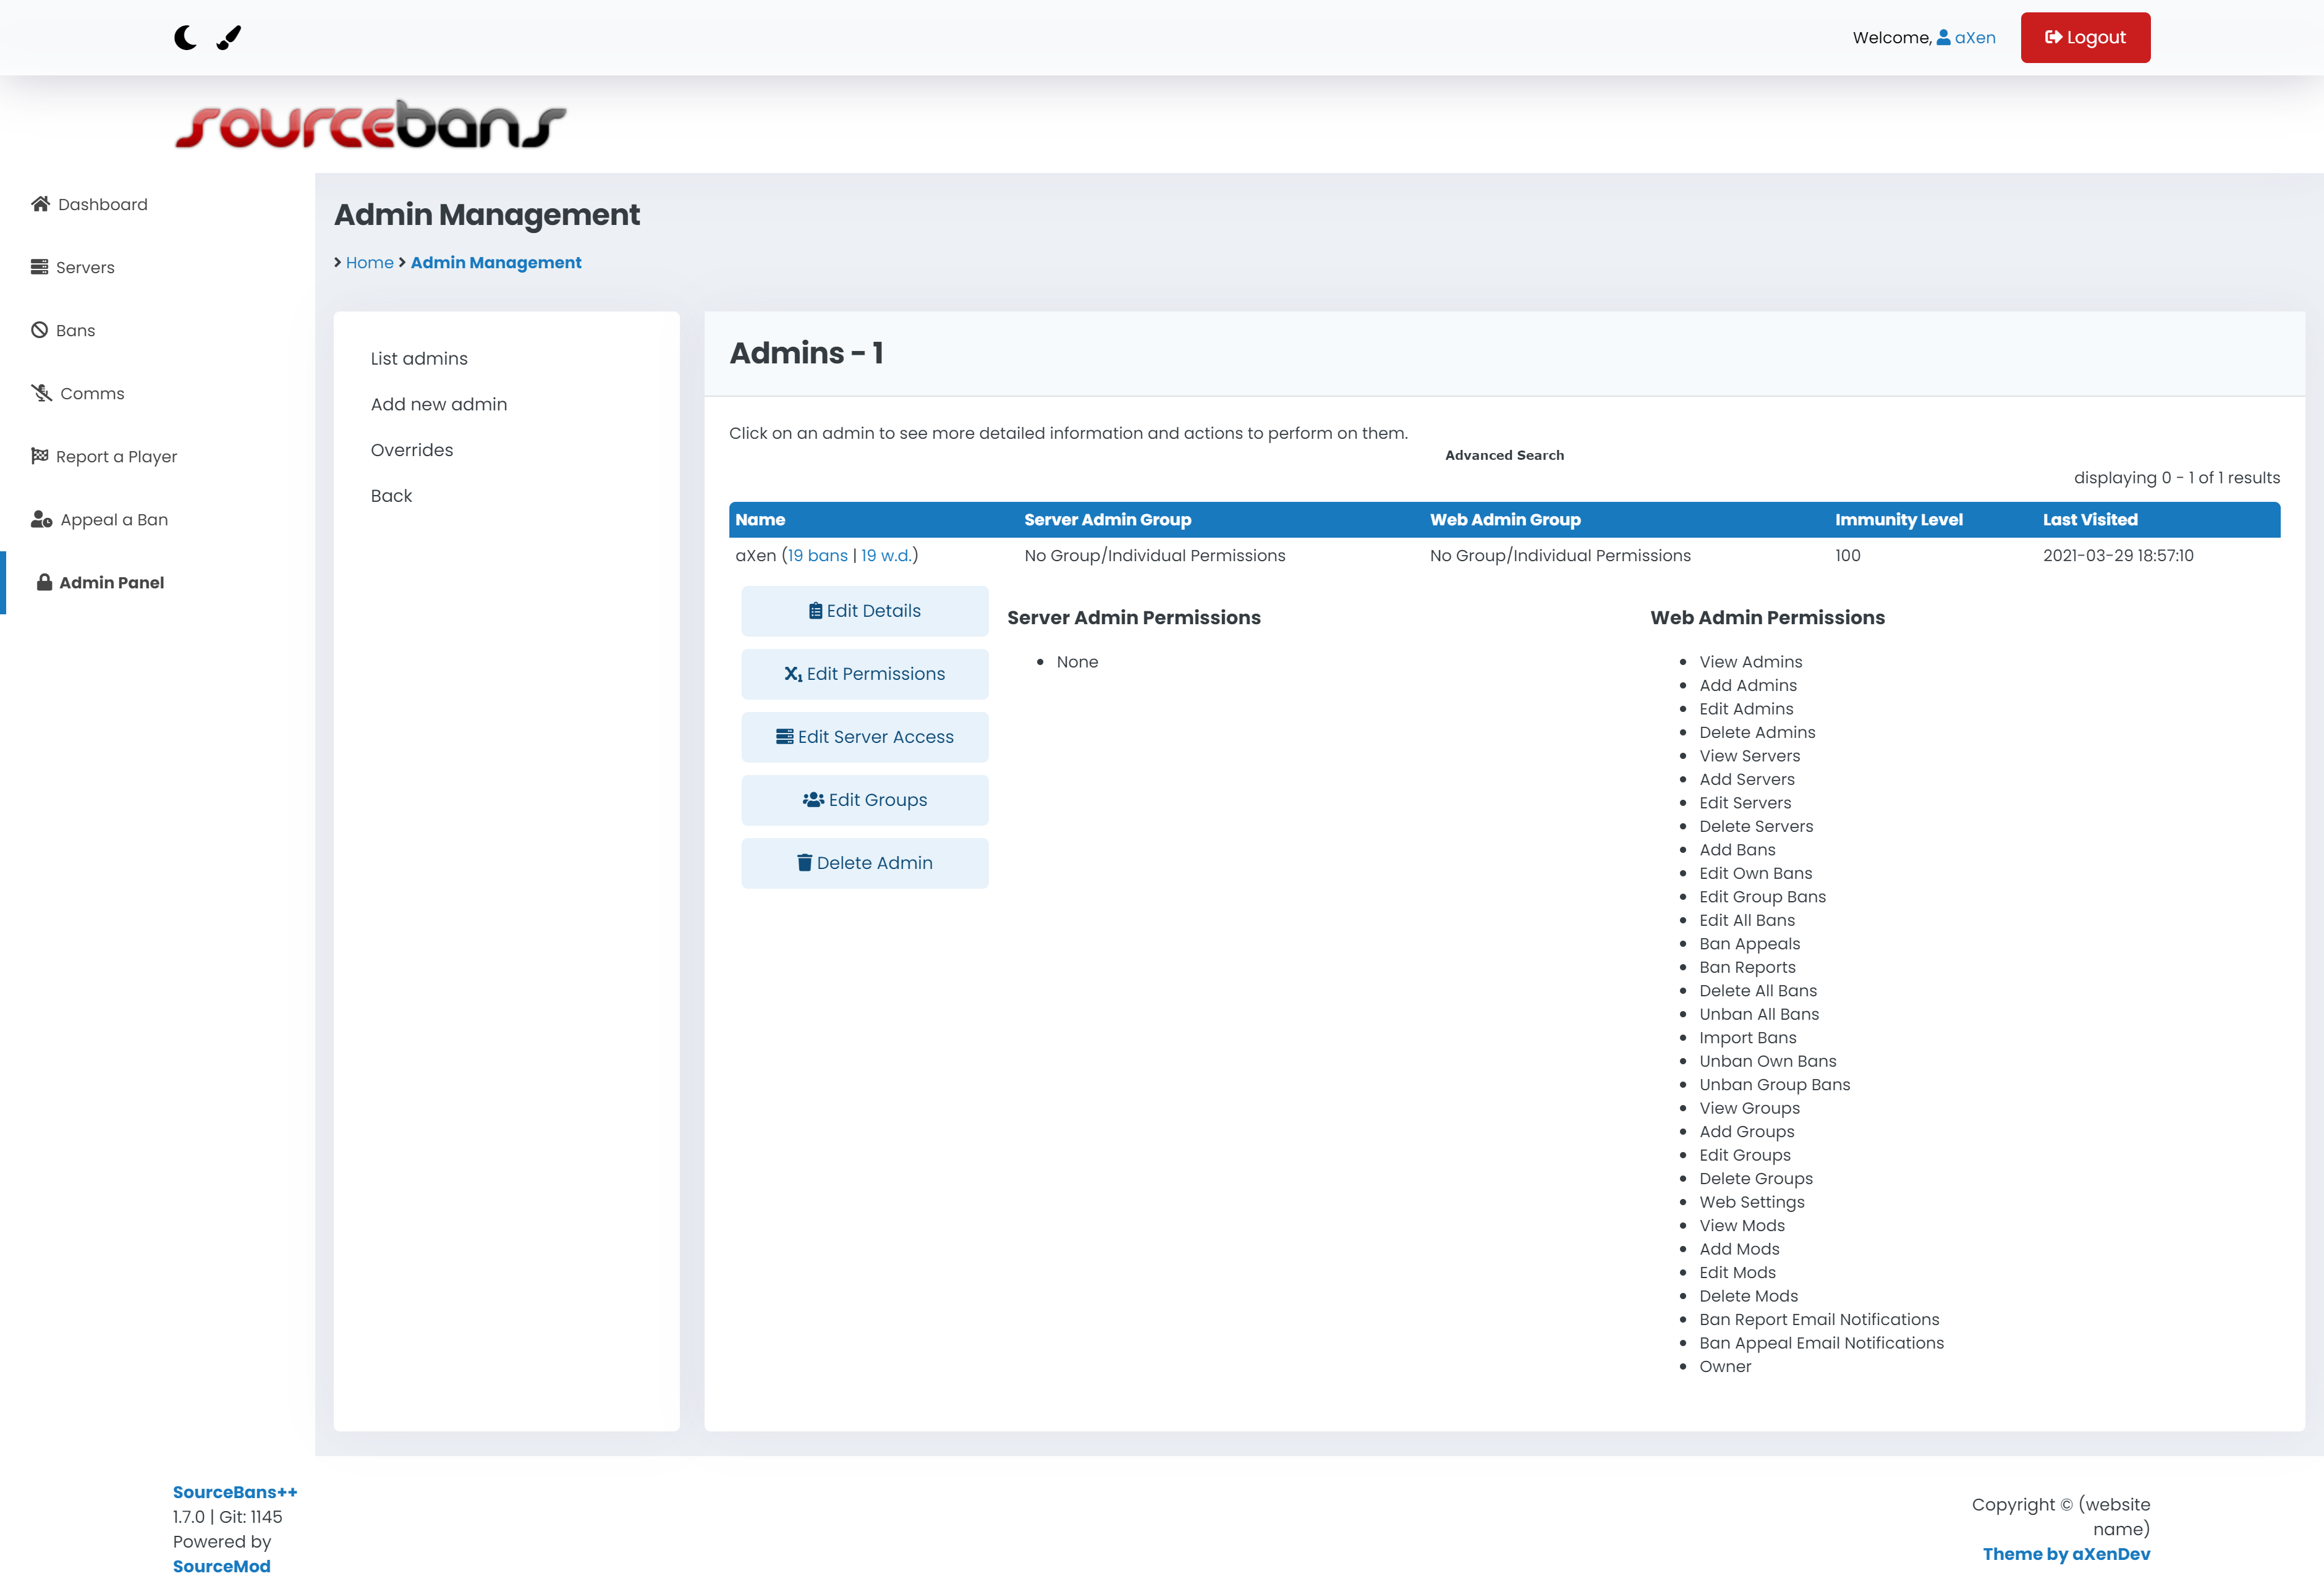 Welcome, aXen
Logout
sourcebans
Dashboard
Servers
Bans
Comms
Report a Player
Appeal a Ban
Admin Panel
Admin Management
Home
Admin Management
List admins
Add new admin
Overrides
Back
Admins - 1
Click on an admin to see more detailed information and actions to perform on them.
Advanced Search
displaying 0 - 1 of 1 results
Name Server Admin Group Web Admin Group Immunity Level Last Visited
aXen (19 bans | 19 w.d.) No Group/Individual Permissions No Group/Individual Permissions 100 2021-03-29 18:57:10
Edit Details
Edit Permissions
Edit Server Access
Edit Groups
Delete Admin
Server Admin Permissions
None
Web Admin Permissions
View Admins
Add Admins
Edit Admins
Delete Admins
View Servers
Add Servers
Edit Servers
Delete Servers
Add Bans
Edit Own Bans
Edit Group Bans
Edit All Bans
Ban Appeals
Ban Reports
Delete All Bans
Unban All Bans
Import Bans
Unban Own Bans
Unban Group Bans
View Groups
Add Groups
Edit Groups
Delete Groups
Web Settings
View Mods
Add Mods
Edit Mods
Delete Mods
Ban Report Email Notifications
Ban Appeal Email Notifications
Owner
SourceBans++
1.7.0 | Git: 1145
Powered by
SourceMod
Copyright © (website
name)
Theme by aXenDev